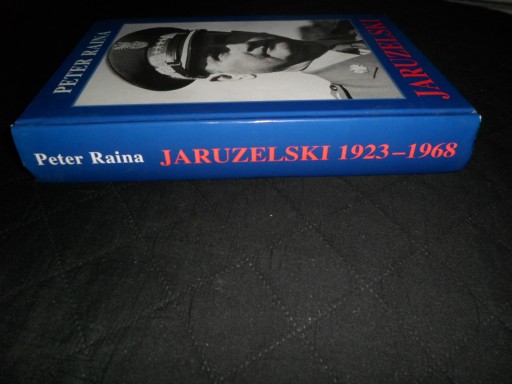 PETER RAINA
JARUZELSKI
Peter Raina JARUZELSKI 1923–1968